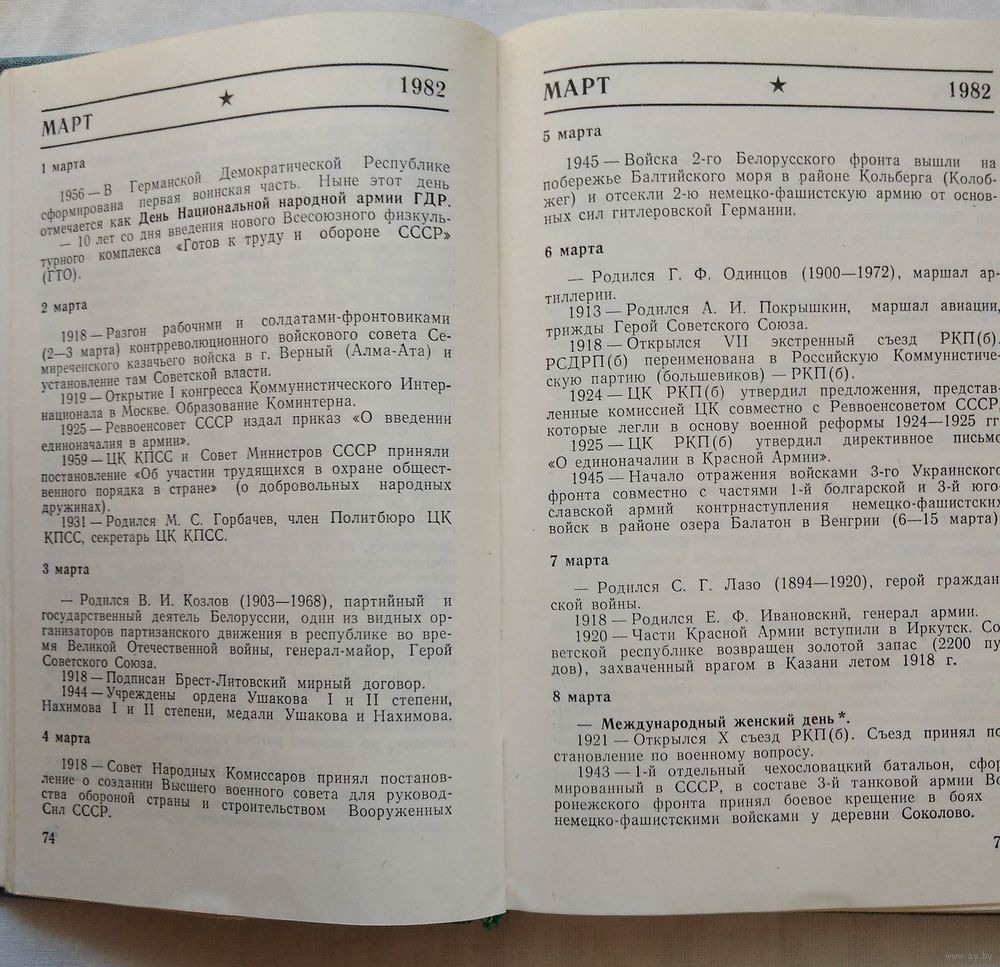 МАРТ ★ 1982
1 марта
1956 — В Германской Демократической Республике
сформирована первая воинская часть. Ныне этот день
отмечается как День Национальной народной армии ГДР.
— 10 лет со дня введения нового Всесоюзного физкуль-
турного комплекса «Готов к труду и обороне СССР»
(ГТО).
2 марта
1918 — Разгон рабочими и солдатами-фронтовиками
(2—3 марта) контрреволюционного войскового совета Се-
миреченского казачьего войска в г. Верный (Алма-Ата) и
установление там Советской власти.
1919 — Открытие I конгресса Коммунистического Интер-
национала в Москве. Образование Коминтерна.
1925 — Реввоенсовет СССР издал приказ «О введении
единоначалия в армии».
1959 — ЦК КПСС и Совет Министров СССР приняли
постановление «Об участии трудящихся в охране общест-
венного порядка в стране» (о добровольных народных
дружинах).
1931 — Родился М. С. Горбачев, член Политбюро ЦК
КПСС, секретарь ЦК КПСС.
3 марта
— Родился В. И. Козлов (1903—1968), партийный и
государственный деятель Белоруссии, один из видных ор-
ганизаторов партизанского движения в республике во вре-
мя Великой Отечественной войны, генерал-майор, Герой
Советского Союза.
1918 — Подписан Брест-Литовский мирный договор.
1944 — Учреждены ордена Ушакова I и II степени,
Нахимова I и II степени, медали Ушакова и Нахимова.
4 марта
1918 — Совет Народных Комиссаров принял постанов-
ление о создании Высшего военного совета для руковод-
ства обороной страны и строительством Вооруженных
Сил СССР.
74
МАРТ ★ 1982
5 марта
1945 — Войска 2-го Белорусского фронта вышли на
побережье Балтийского моря в районе Кольберга (Колоб-
жег) и отсекли 2-ю немецко-фашистскую армию от основ-
ных сил гитлеровской Германии.
6 марта
— Родился Г. Ф. Одинцов (1900—1972), маршал ар-
тиллерии.
1913 — Родился А. И. Покрышкин, маршал авиации,
трижды Герой Советского Союза.
1918 — Открылся VII экстренный съезд РКП(б).
РСДРП(б) переименована в Российскую Коммунистиче-
скую партию (большевиков) — РКП(б).
1924 — ЦК РКП(б) утвердил предложения, представ-
ленные комиссией ЦК совместно с Реввоенсоветом СССР,
которые легли в основу военной реформы 1924—1925 гг
1925 — ЦК РКП(б) утвердил директивное письмо
«О единоначалии в Красной Армии».
1945 — Начало отражения войсками 3-го Украинского
фронта совместно с частями 1-й болгарской и 3-й юго-
славской армий контрнаступления немецко-фашистских
войск в районе озера Балатон в Венгрии (6—15 марта)
7 марта
— Родился С. Г. Лазо (1894—1920), герой граждан
ской войны.
1918 — Родился Е. Ф. Ивановский, генерал армии.
1920 — Части Красной Армии вступили в Иркутск. Со
ветской республике возвращен золотой запас (2200 пу
дов), захваченный врагом в Казани летом 1918 г.
8 марта
— Международный женский день*.
1921 — Открылся X съезд РКП(б). Съезд принял по
становление по военному вопросу.
1943 — 1-й отдельный чехословацкий батальон, сфор
мированный в СССР, в составе 3-й танковой армии Во
ронежского фронта принял боевое крещение в боях
немецко-фашистскими войсками у деревни Соколово.
7
www.ay.by